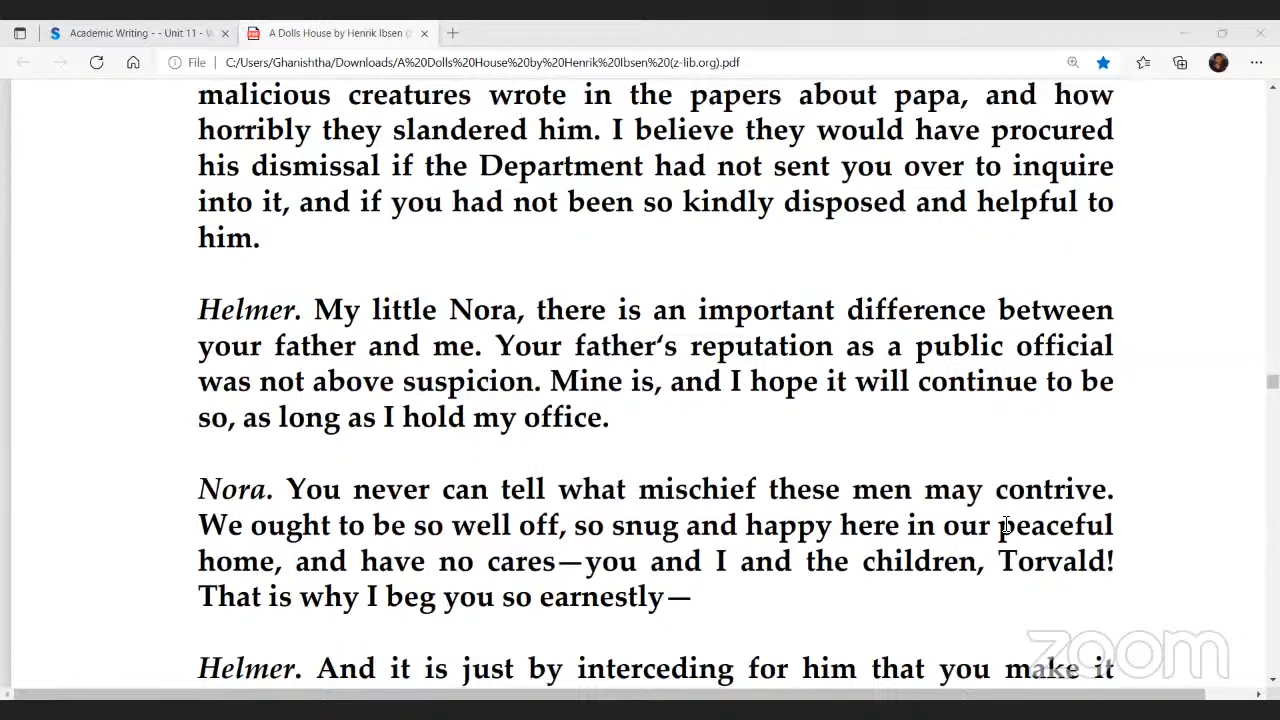 Academic Writing - - Unit 11 -
A Dolls House by Henrik Ibsen
File C:/Users/Ghanishtha/Downloads/A%20Dolls%20House%20by%20Henrik%20Ibsen%20(z-lib.org).pdf
malicious creatures wrote in the papers about papa, and how
horribly they slandered him. I believe they would have procured
his dismissal if the Department had not sent you over to inquire
into it, and if you had not been so kindly disposed and helpful to
him.
Helmer. My little Nora, there is an important difference between
your father and me. Your father‘s reputation as a public official
was not above suspicion. Mine is, and I hope it will continue to be
so, as long as I hold my office.
Nora. You never can tell what mischief these men may contrive.
We ought to be so well off, so snug and happy here in our peaceful
home, and have no cares—you and I and the children, Torvald!
That is why I beg you so earnestly—
Helmer. And it is just by interceding for him that you make it
zoom